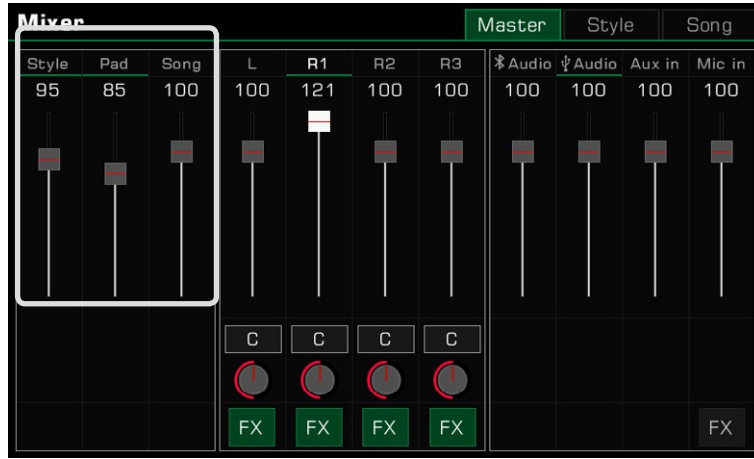 Mixer Master Style Song
Style Pad Song L R1 R2 R3 Audio Audio Aux in Mic in
95 85 100 100 121 100 100 100 100 100 100
C C C C
FX FX FX FX FX